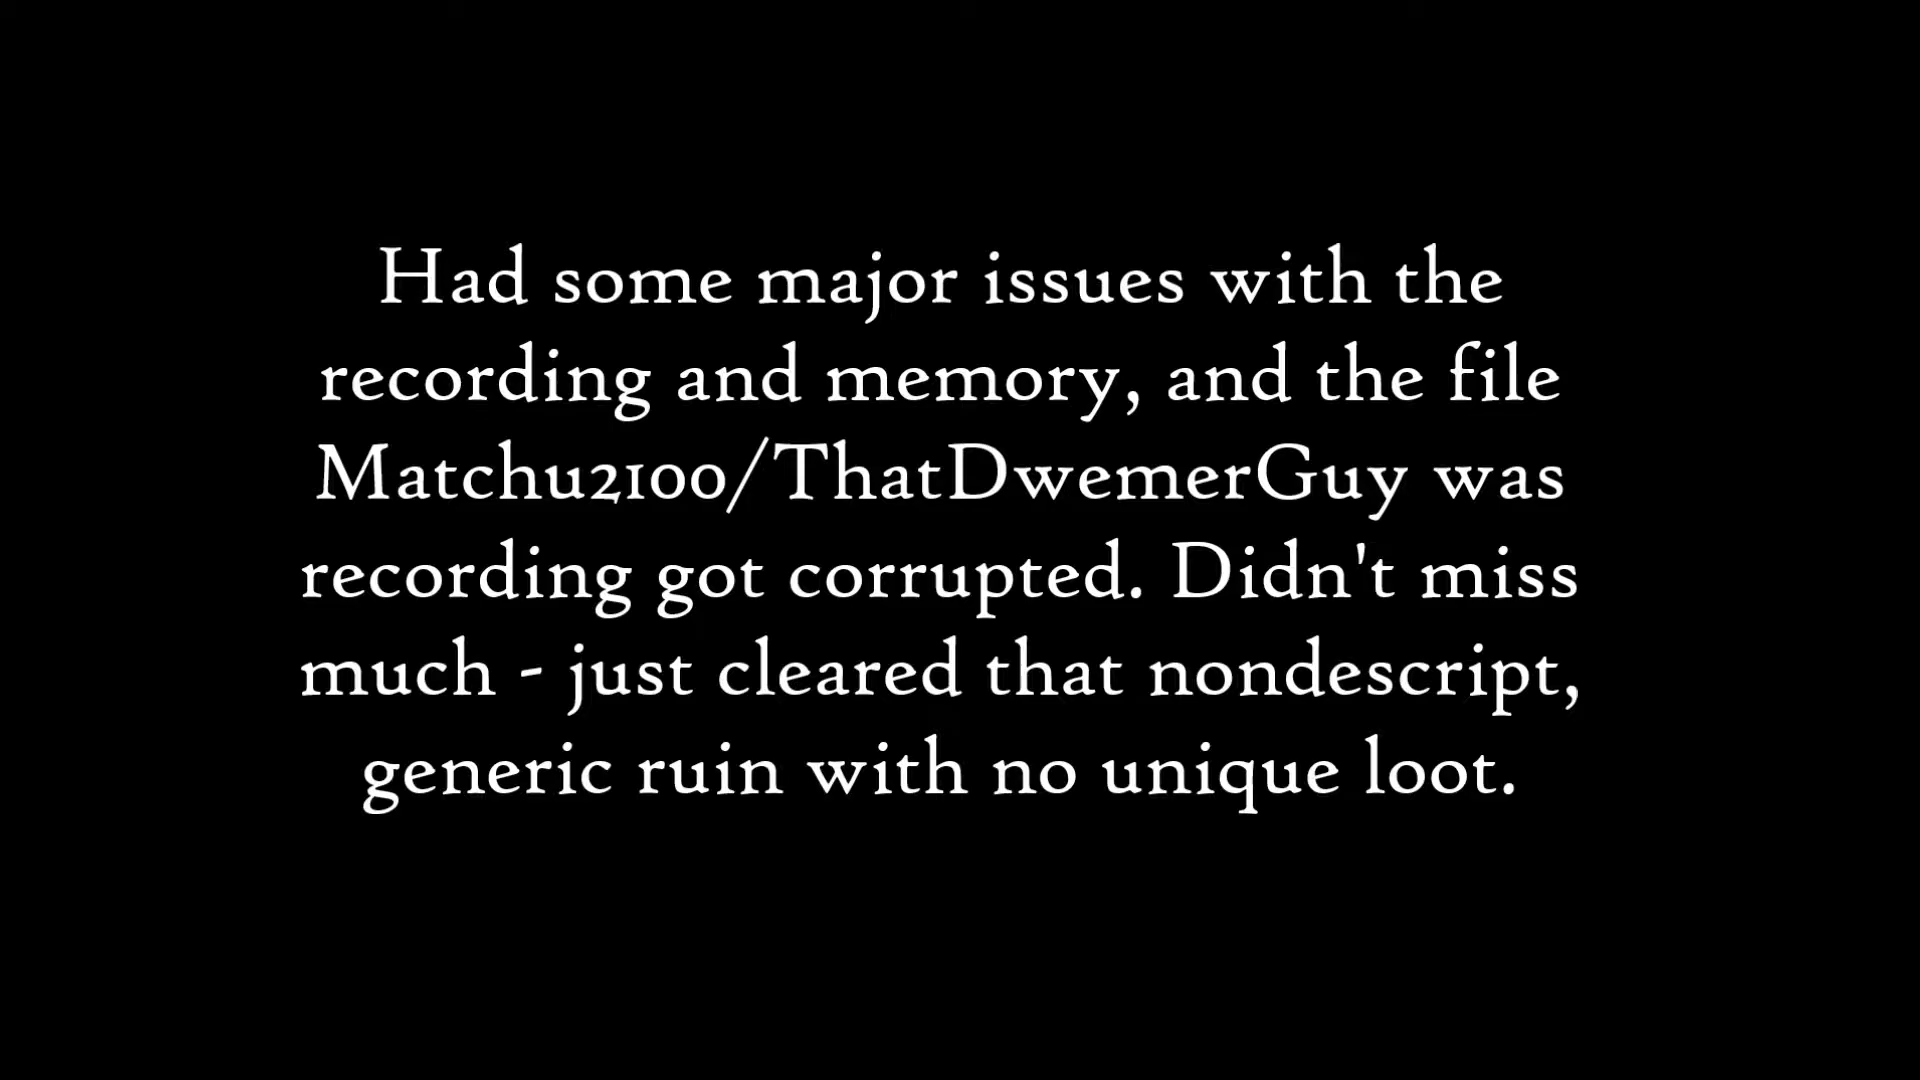 Had some major issues with the
recording and memory, and the file
Matchu2100/ThatDwemerGuy was
recording got corrupted. Didn't miss
much - just cleared that nondescript,
generic ruin with no unique loot.